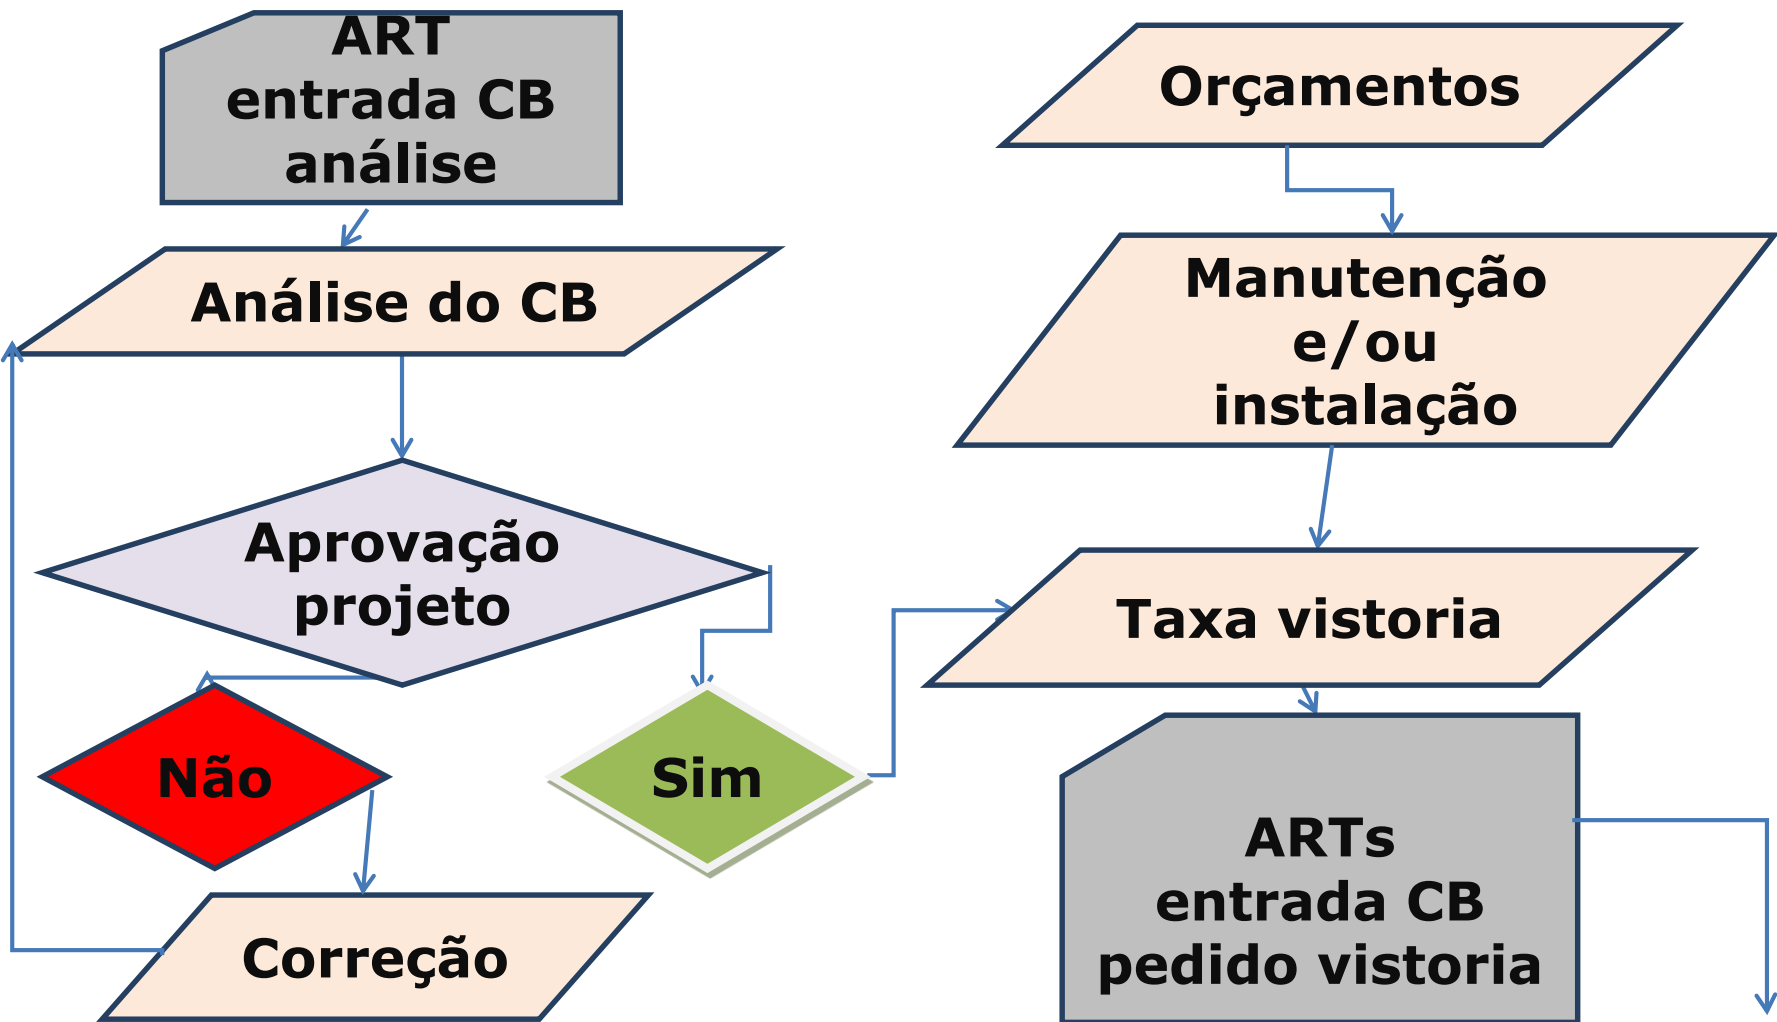 ART
entrada CB
análise
Análise do CB
Aprovação
projeto
Não
Sim
Correção
Orçamentos
Manutenção
e/ou
instalação
Taxa vistoria
ARTs
entrada CB
pedido vistoria